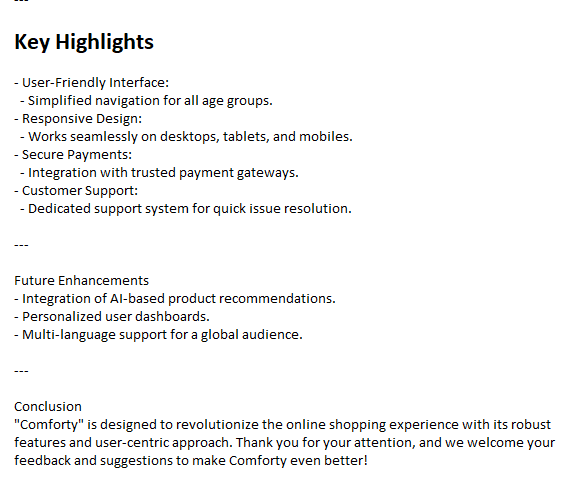 ---
Key Highlights
- User-Friendly Interface:
  - Simplified navigation for all age groups.
- Responsive Design:
  - Works seamlessly on desktops, tablets, and mobiles.
- Secure Payments:
  - Integration with trusted payment gateways.
- Customer Support:
  - Dedicated support system for quick issue resolution.
---
Future Enhancements
- Integration of AI-based product recommendations.
- Personalized user dashboards.
- Multi-language support for a global audience.
---
Conclusion
"Comforty" is designed to revolutionize the online shopping experience with its robust
features and user-centric approach. Thank you for your attention, and we welcome your
feedback and suggestions to make Comforty even better!